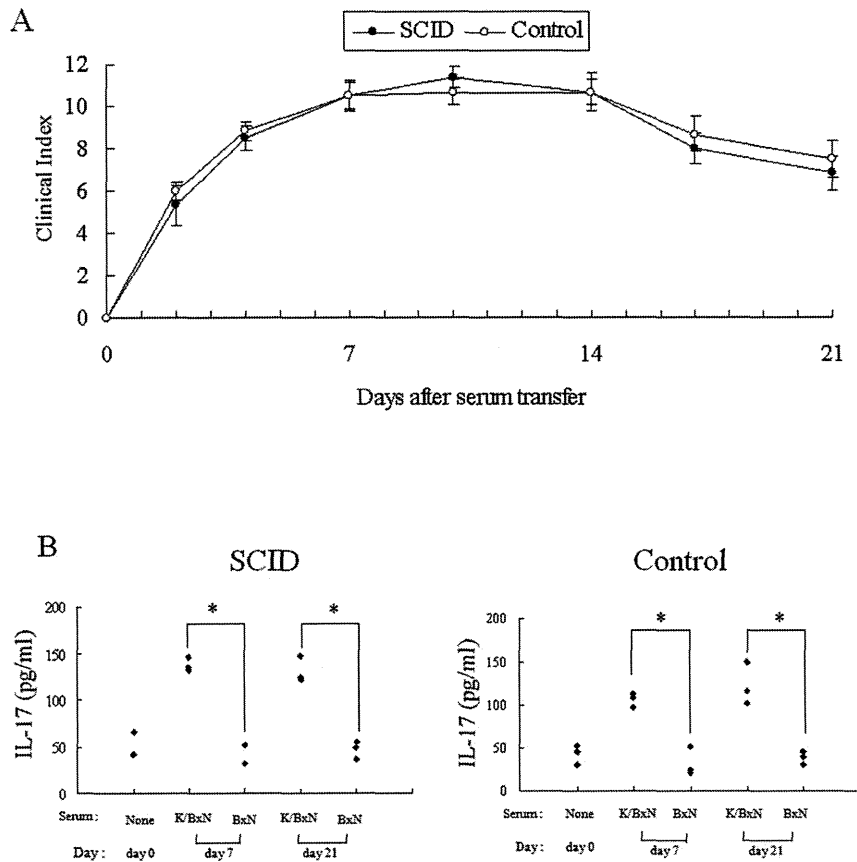 A
SCID Control
12
10
8
6
4
2
0
Clinical Index
0 7 14 21
Days after serum transfer
B
SCID
200
150
100
50
0
IL-17 (pg/ml)
* *
Serum : None K/BxN BxN K/BxN BxN
Day : day 0 day 7 day 21
Control
200
150
100
50
0
IL-17 (pg/ml)
* *
Serum : None K/BxN BxN K/BxN BxN
Day : day 0 day 7 day 21